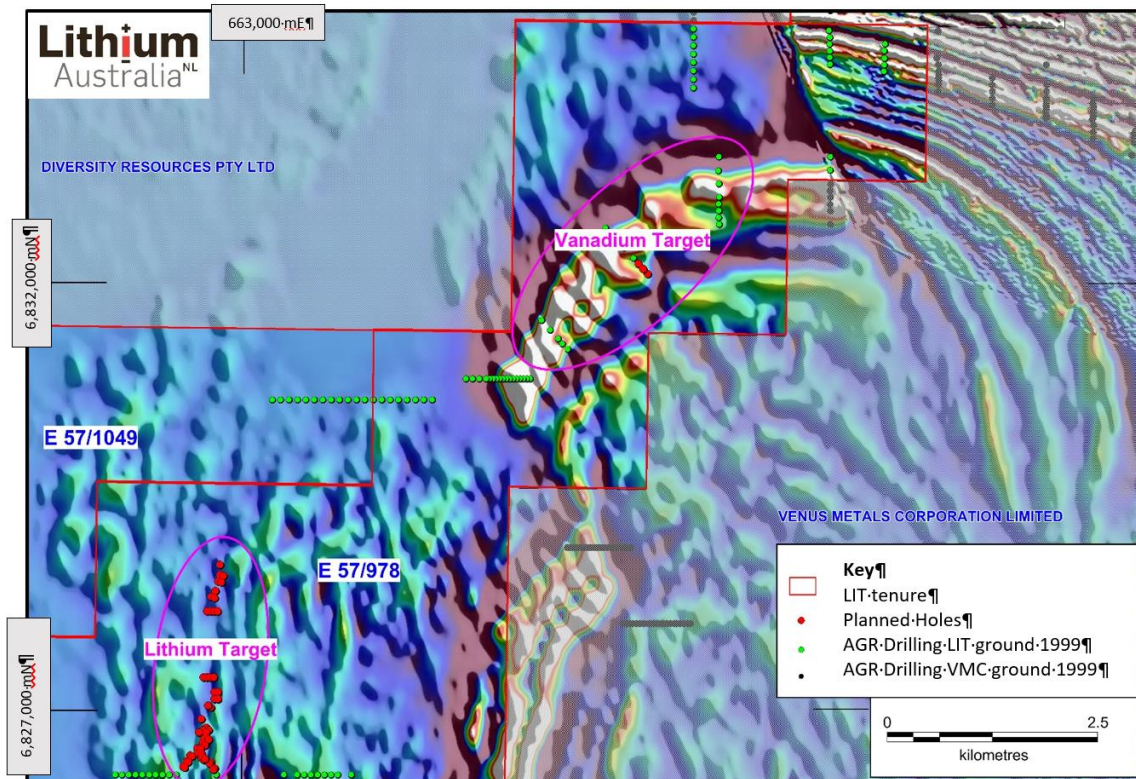 663,000·mE¶
Lithium
Australia NL
DIVERSITY RESOURCES PTY LTD
Vanadium Target
6,832,000·mN¶
E 57/1049
VENUS METALS CORPORATION LIMITED
E 57/978
Lithium Target
6,827,000·mN¶
Key¶
LIT·tenure¶
Planned·Holes¶
AGR·Drilling·LIT·ground·1999¶
AGR·Drilling·VMC·ground·1999¶
0 2.5
kilometres